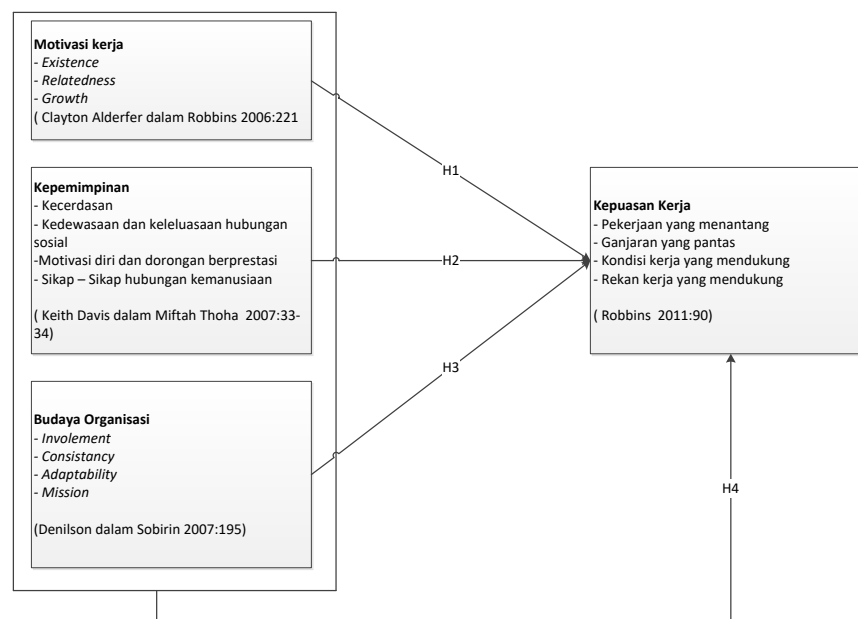 Motivasi kerja
- Existence
- Relatedness
- Growth
( Clayton Alderfer dalam Robbins 2006:221
H1
Kepemimpinan
- Kecerdasan
- Kedewasaan dan keleluasaan hubungan
sosial
-Motivasi diri dan dorongan berprestasi
- Sikap – Sikap hubungan kemanusiaan
( Keith Davis dalam Miftah Thoha 2007:33-
34)
H2
Kepuasan Kerja
- Pekerjaan yang menantang
- Ganjaran yang pantas
- Kondisi kerja yang mendukung
- Rekan kerja yang mendukung
( Robbins 2011:90)
H3
Budaya Organisasi
- Involement
- Consistancy
- Adaptability
- Mission
(Denilson dalam Sobirin 2007:195)
H4